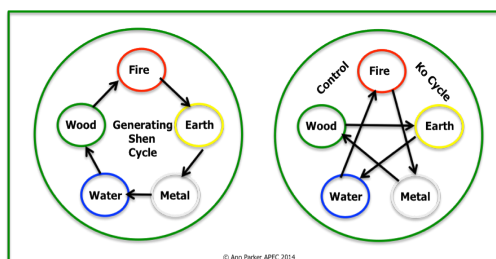 Fire
Wood
Generating
Shen
Cycle
Earth
Water
Metal
Control
Fire
Ko Cycle
Wood
Earth
Water
Metal
© Ann Parker APEC 2014